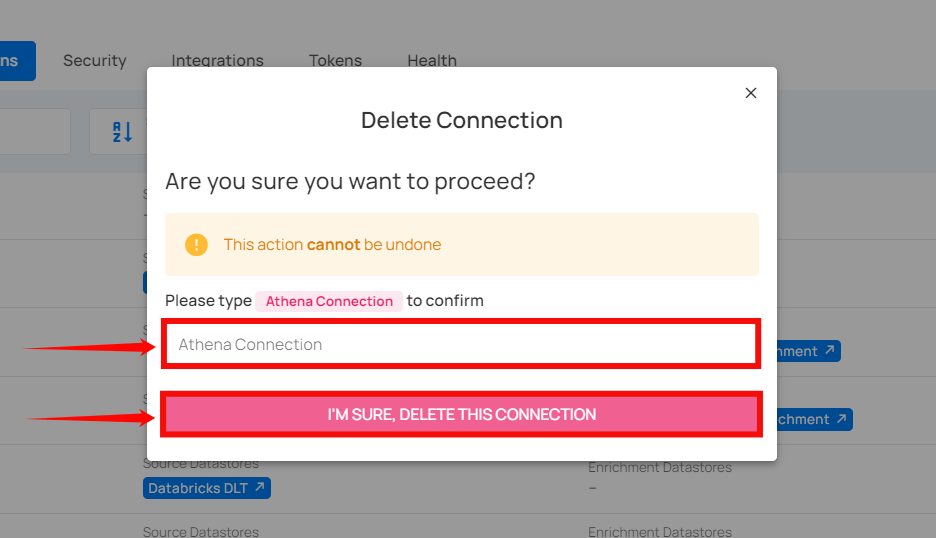 ns Security Integrations Tokens Health
Delete Connection
Are you sure you want to proceed?
This action cannot be undone
Please type Athena Connection to confirm
Athena Connection
I'M SURE, DELETE THIS CONNECTION
nment
chment
Source Datastores Enrichment Datastores
Databricks DLT –
Source Datastores Enrichment Datastores